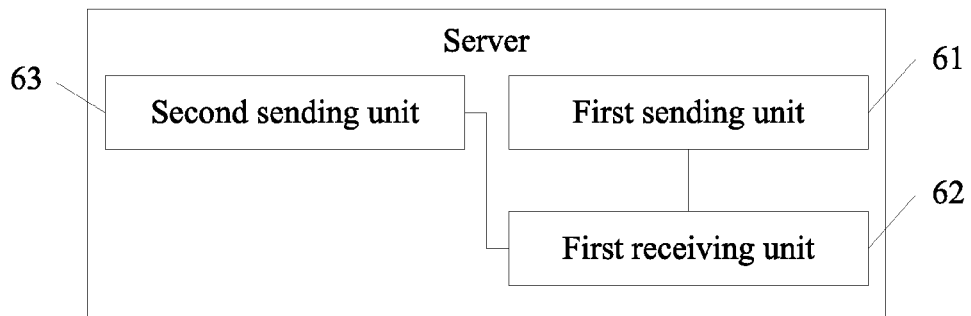 Server
63
61
Second sending unit
First sending unit
62
First receiving unit